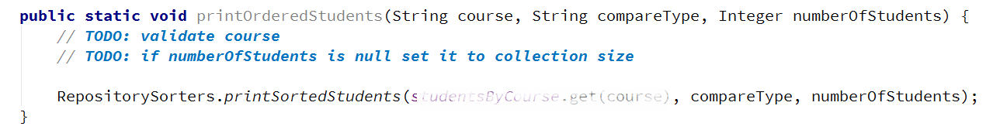 public static void printOrderedStudents(String course, String compareType, Integer numberOfStudents) {
// TODO: validate course
// TODO: if numberOfStudents is null set it to collection size
RepositorySorters.printSortedStudents(studentsByCourse.get(course), compareType, numberOfStudents);
}